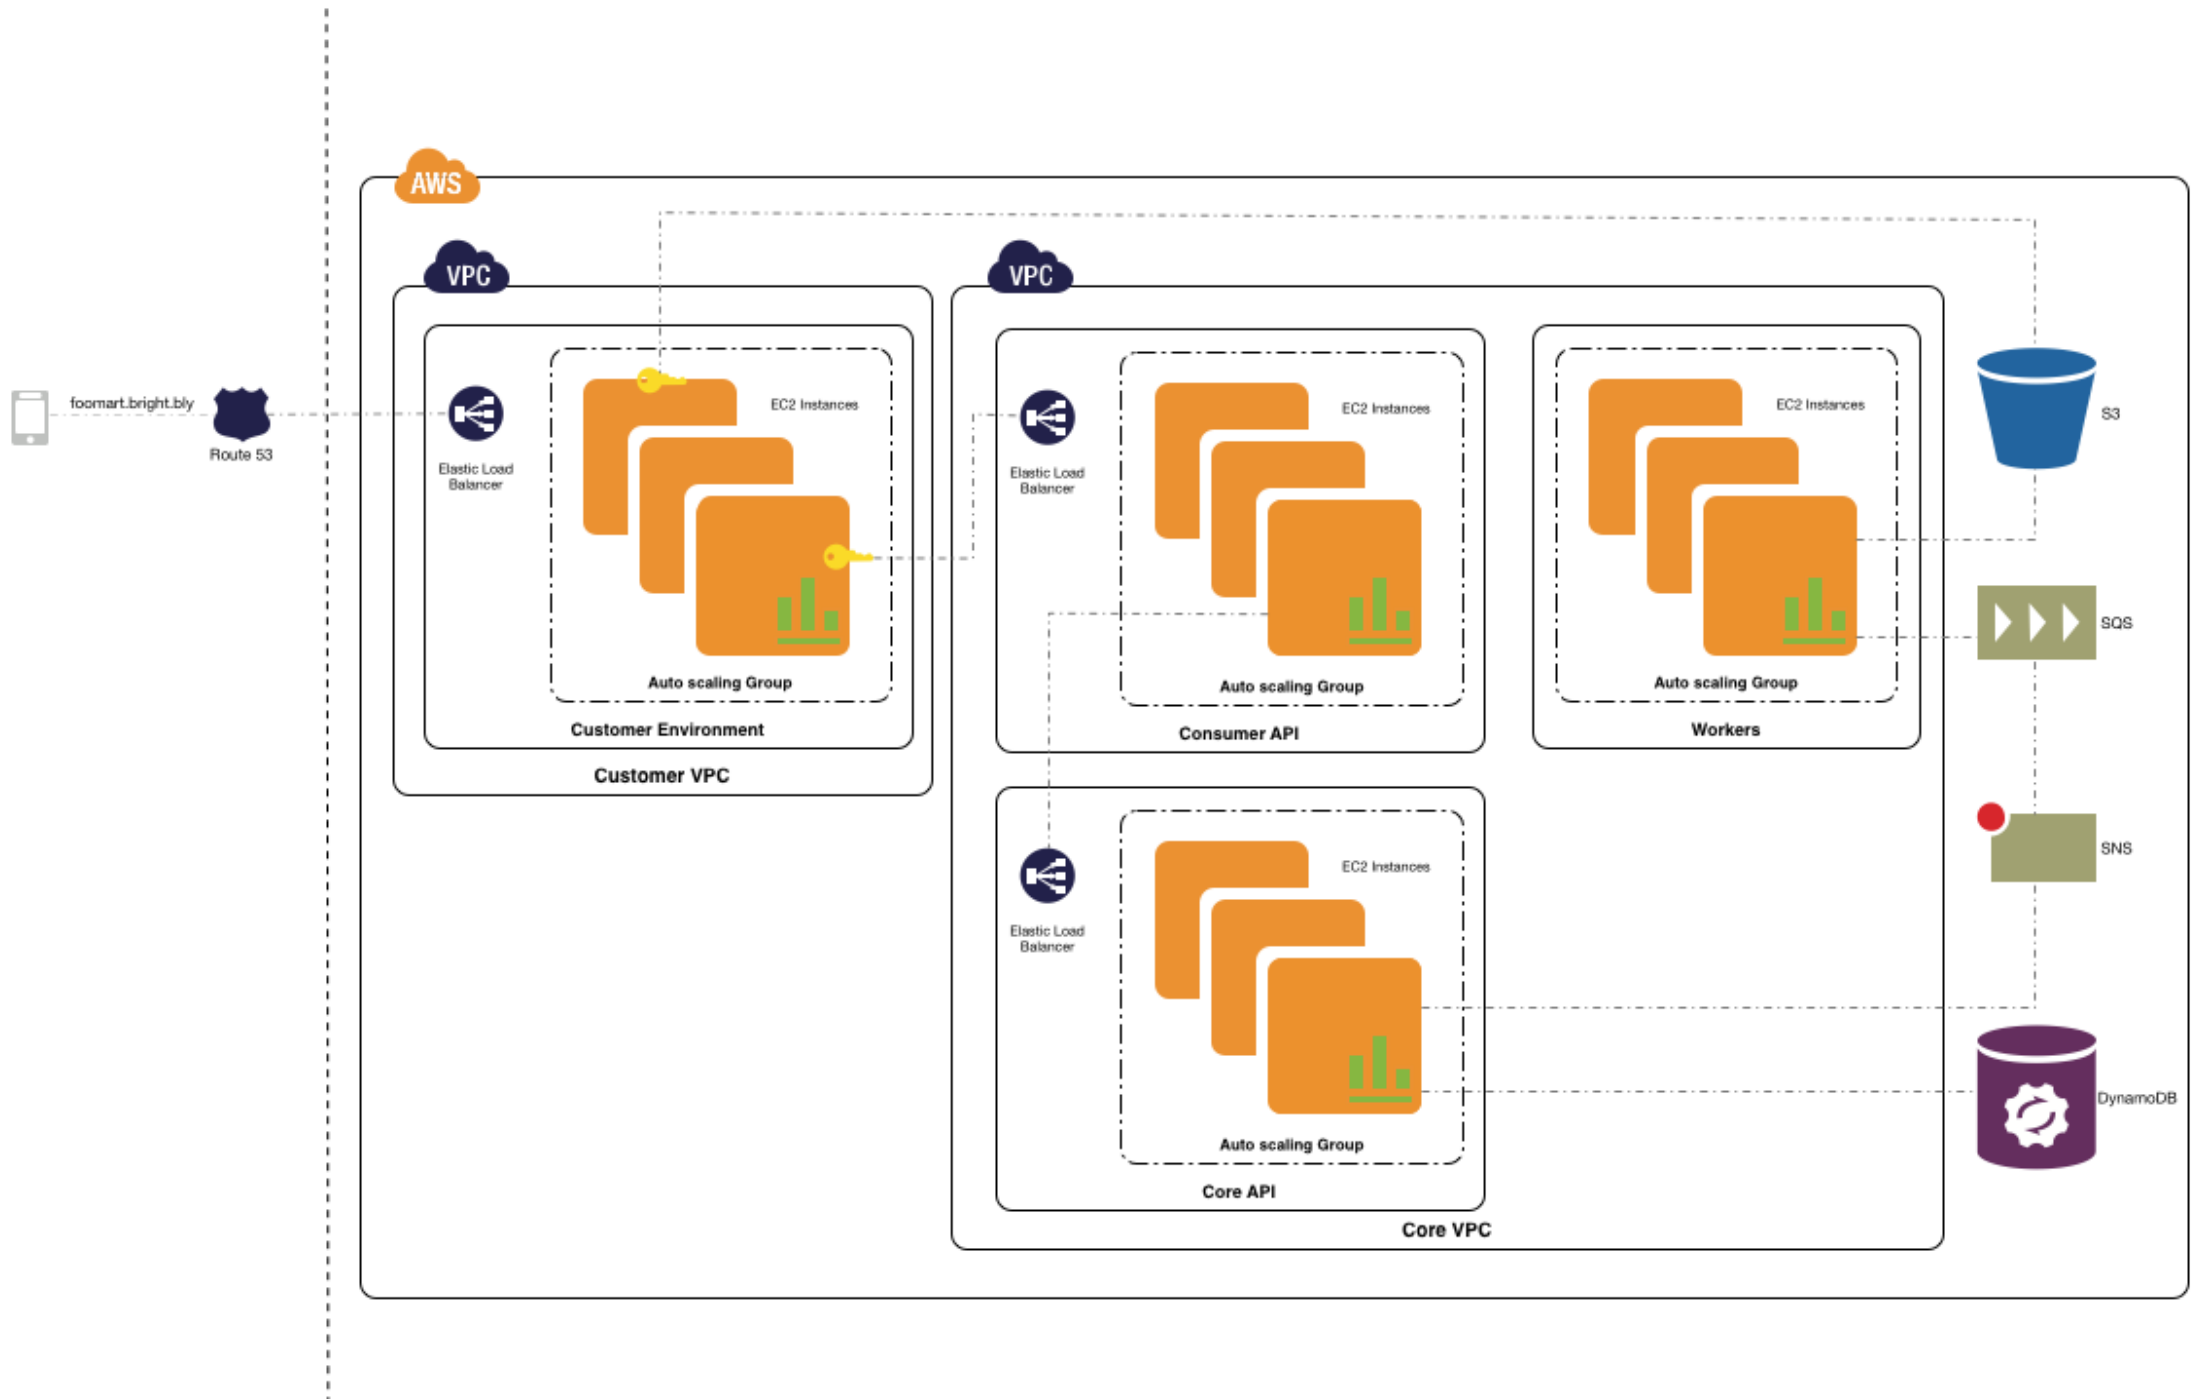 AWS
VPC
VPC
foomart.bright.bly
Route 53
Elastic Load
Balancer
EC2 Instances
Auto scaling Group
Customer Environment
Customer VPC
Elastic Load
Balancer
EC2 Instances
Auto scaling Group
Consumer API
EC2 Instances
Auto scaling Group
Workers
Elastic Load
Balancer
EC2 Instances
Auto scaling Group
Core API
Core VPC
S3
SQS
SNS
DynamoDB